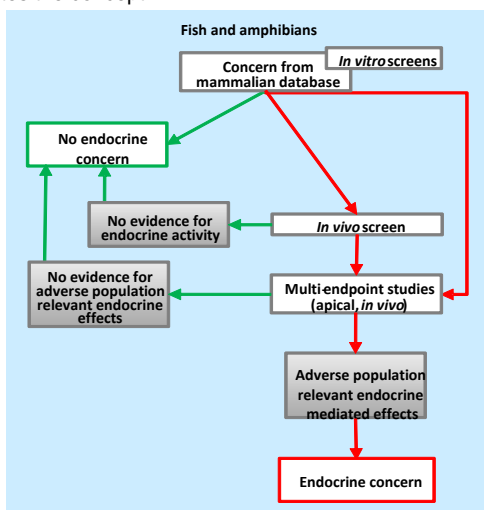 Fish and amphibians
In vitro screens
Concern from
mammalian database
No endocrine
concern
No evidence for
endocrine activity
In vivo screen
No evidence for
adverse population
relevant endocrine
effects
Multi-endpoint studies
(apical, in vivo)
Adverse population
relevant endocrine
mediated effects
Endocrine concern